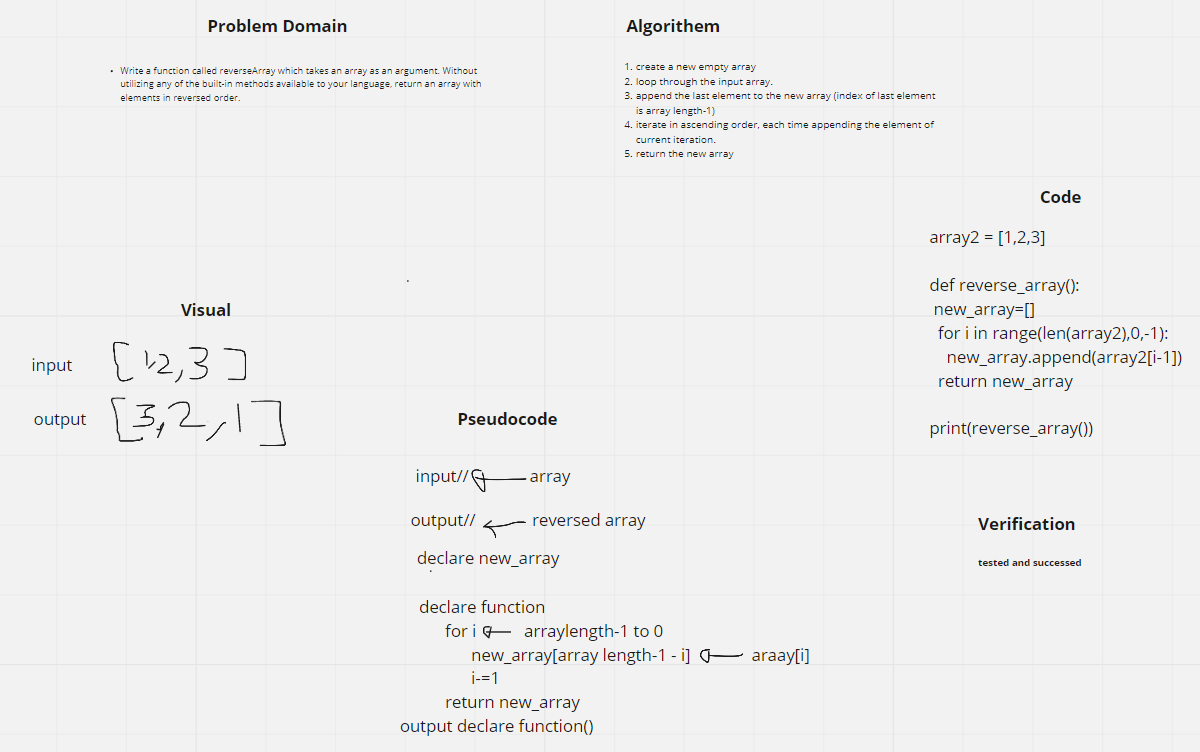 Problem Domain
• Write a function called reverseArray which takes an array as an argument. Without
utilizing any of the built-in methods available to your language, return an array with
elements in reversed order.
Algorithem
1. create a new empty array
2. loop through the input array.
3. append the last element to the new array (index of last element
is array length-1)
4. iterate in ascending order, each time appending the element of
current iteration.
5. return the new array
Visual
input [1,2,3]
output [3,2,1]
Pseudocode
input// array
output// reversed array
declare new_array
declare function
for i arraylength-1 to 0
new_array[array length-1 - i] araay[i]
i-=1
return new_array
output declare function()
Code
array2 = [1,2,3]
def reverse_array():
new_array=[]
for i in range(len(array2),0,-1):
new_array.append(array2[i-1])
return new_array
print(reverse_array())
Verification
tested and successed